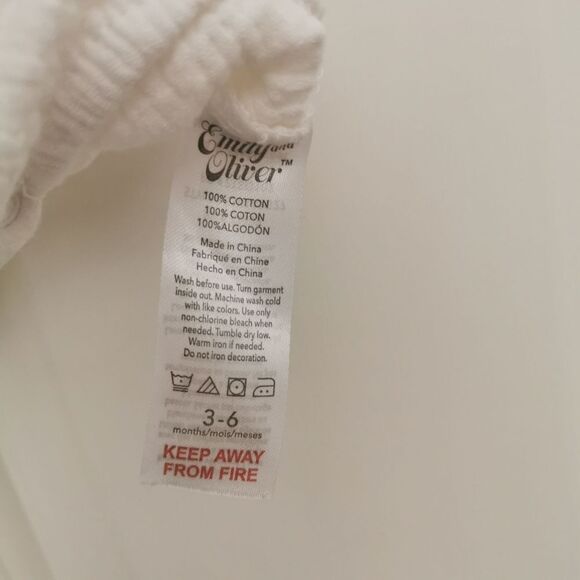 Emily and
Oliver™
100% COTTON
100% COTON
100%ALGODÓN
Made in China
Fabriqué en Chine
Hecho en China
Wash before use. Turn garment
inside out. Machine wash cold
with like colors. Use only
non-chlorine bleach when
needed. Tumble dry low.
Warm iron if needed.
Do not iron decoration.
3-6
months/mois/meses
KEEP AWAY
FROM FIRE